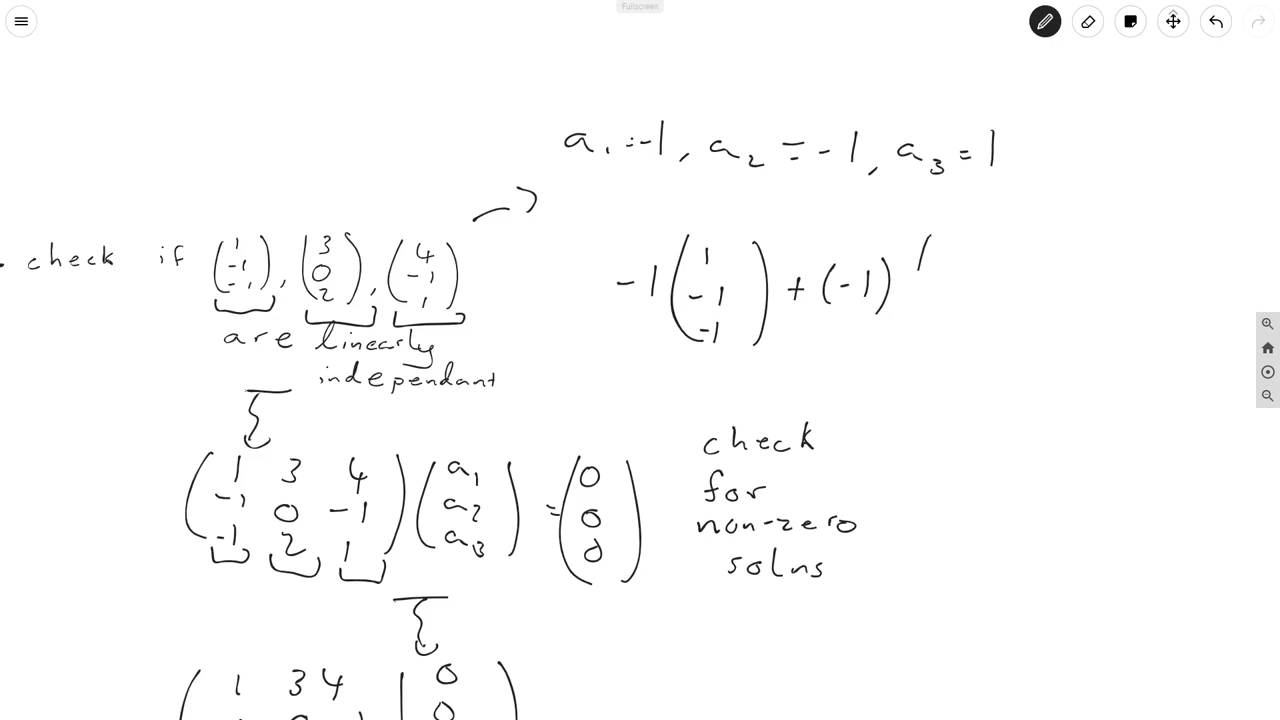 Fullscreen
a₁ = -1, a₂ = -1, a₃ = 1
check if (1 -1 -1), (3 0 2), (4 -1 1)
-1 (1 -1 -1) + (-1) (
are linearly
independant
(1 3 4) (a₁) = (0)
(-1 0 -1) (a₂) (0)
(-1 2 1) (a₃) (0)
check
for
non-zero
solns
1 3 4 | 0
0